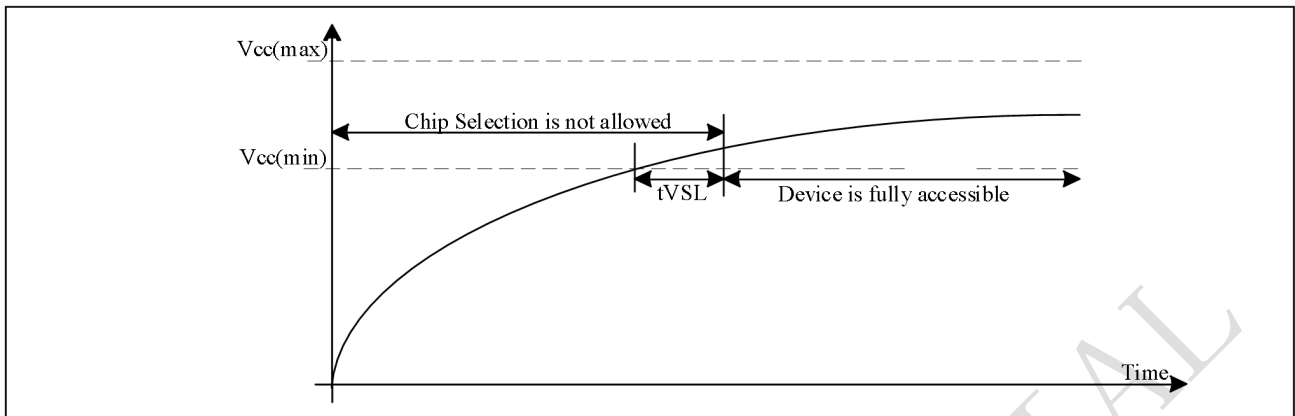 Vcc(max)
Chip Selection is not allowed
Vcc(min)
tVSL
Device is fully accessible
Time